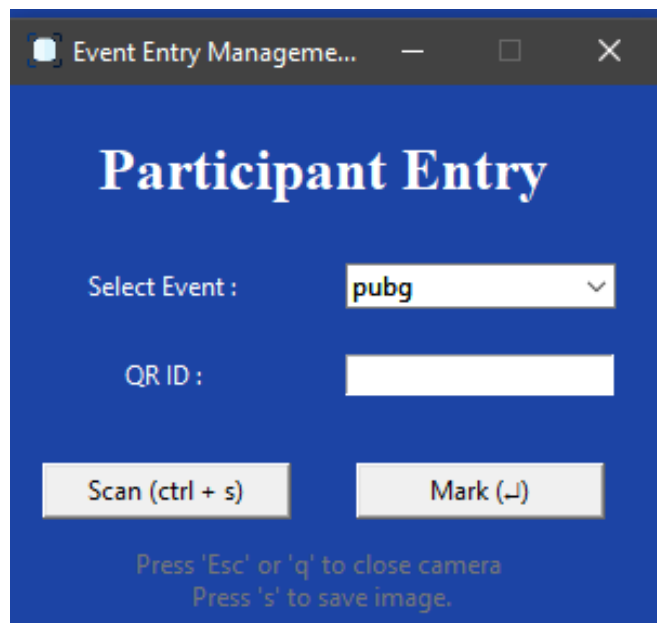 Event Entry Manageme...
Participant Entry
Select Event :
pubg
QR ID :
Scan (ctrl + s)
Mark (↵)
Press 'Esc' or 'q' to close camera
Press 's' to save image.